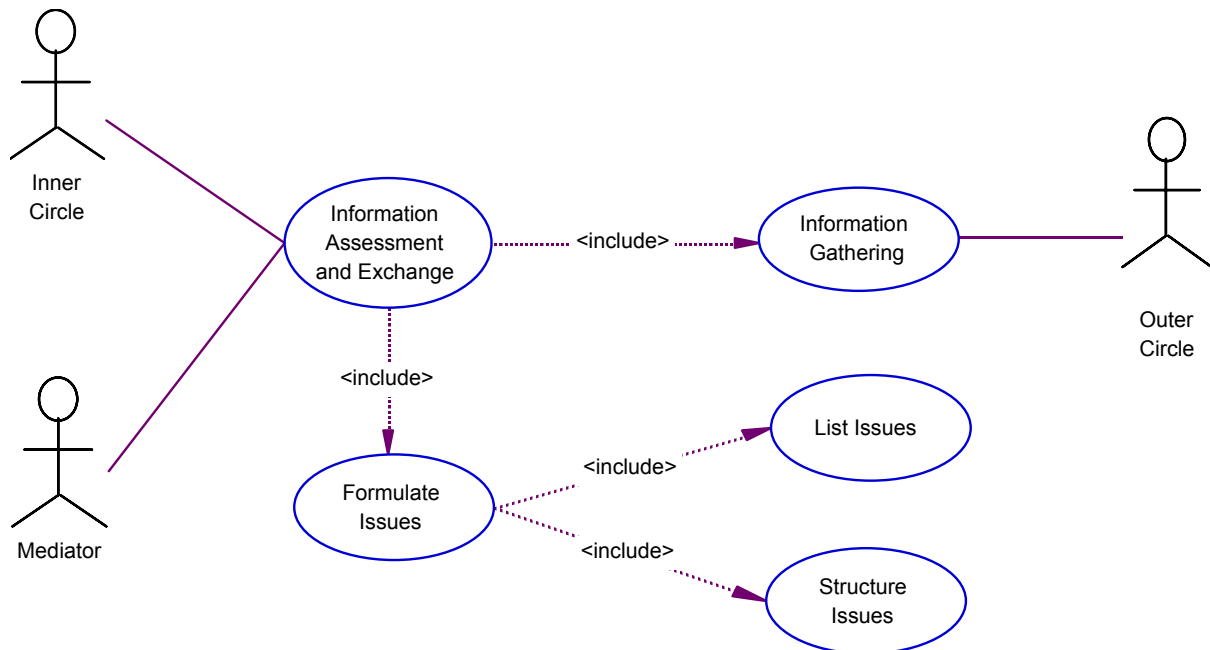 Inner
Circle
Information
Assessment
and Exchange
<include>
Information
Gathering
Outer
Circle
<include>
Mediator
Formulate
Issues
<include>
List Issues
<include>
Structure
Issues